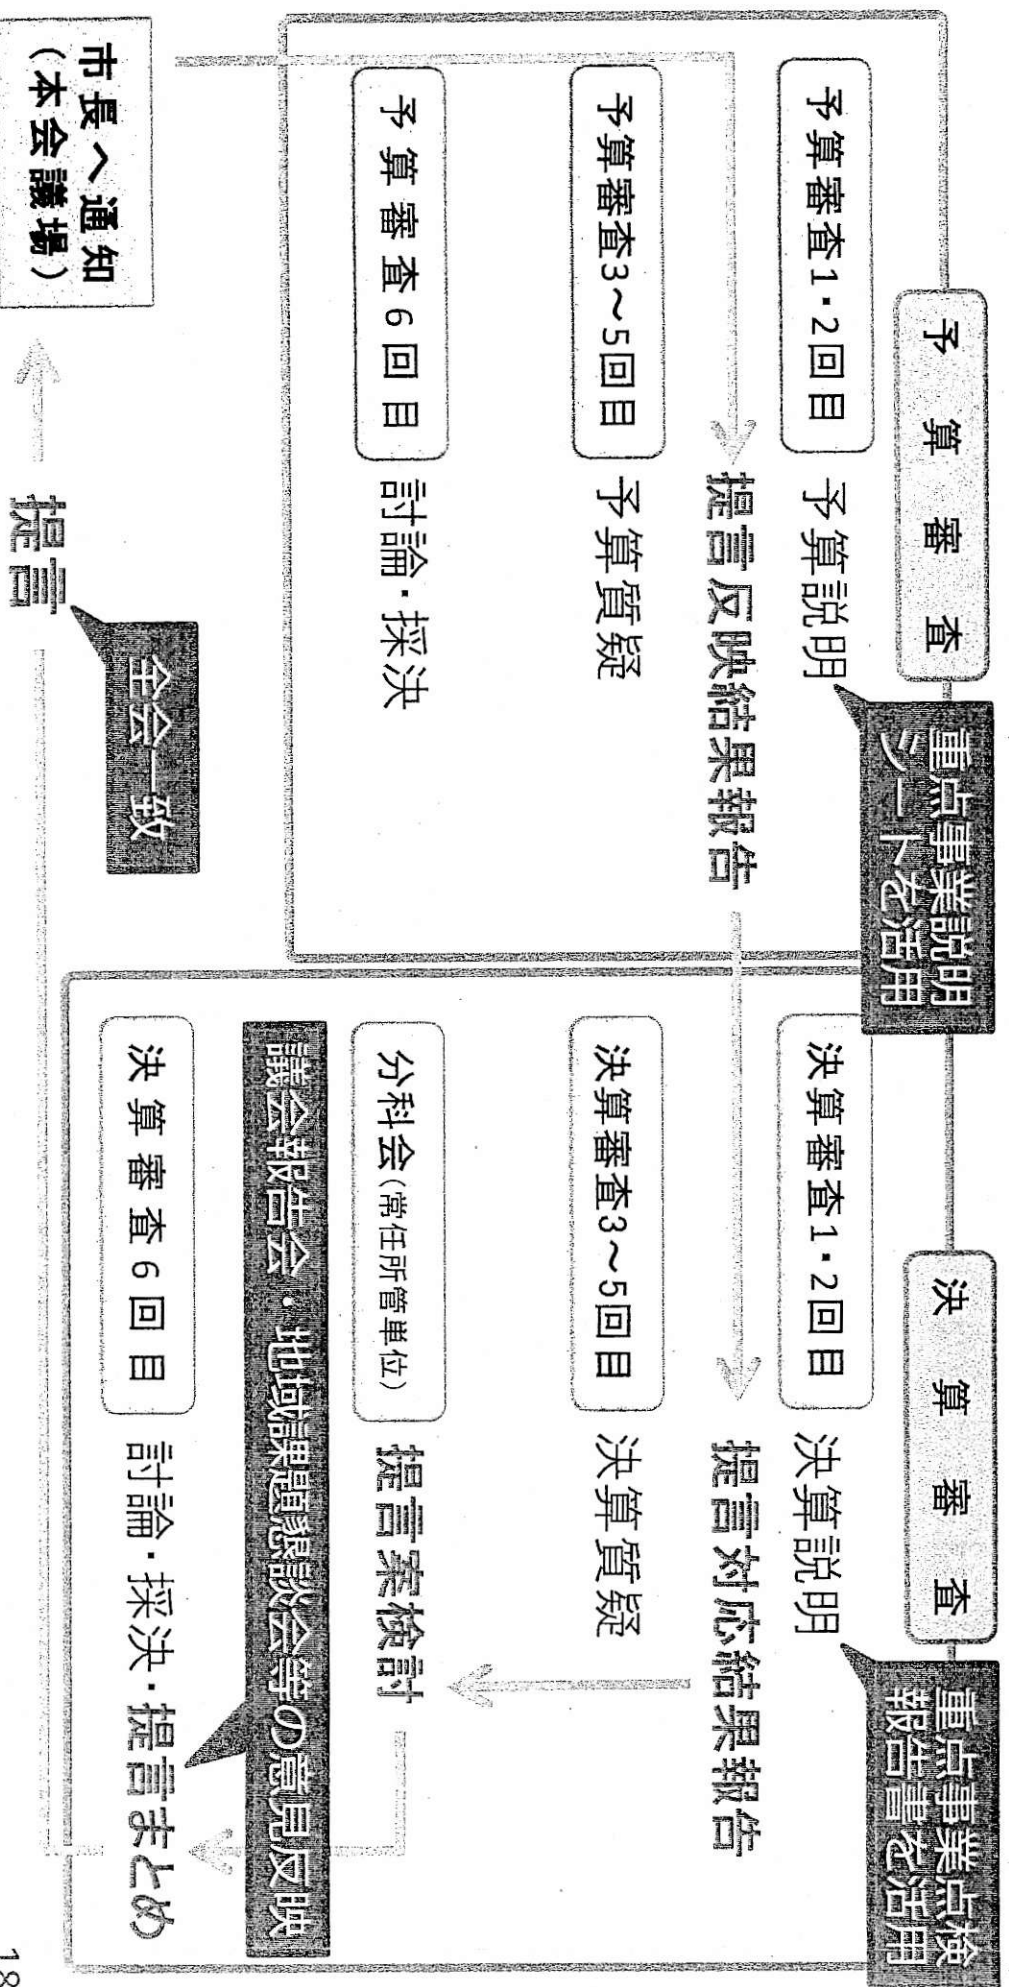 予算審査
重点事業説明
シートを活用
予算審査1・2回目
予算説明
提言反映結果報告
予算審査3～5回目
予算質疑
予算審査6回目
討論・採決
決算審査
重点事業点検
報告書を活用
決算審査1・2回目
決算説明
提言対応結果報告
決算審査3～5回目
決算質疑
分科会(常任所管単位)
提言案検討
議会報告会・地域課題懇談会等の意見反映
決算審査6回目
討論・採決・提言まとめ
全会一致
市長へ通知
(本会議場)
提言
18